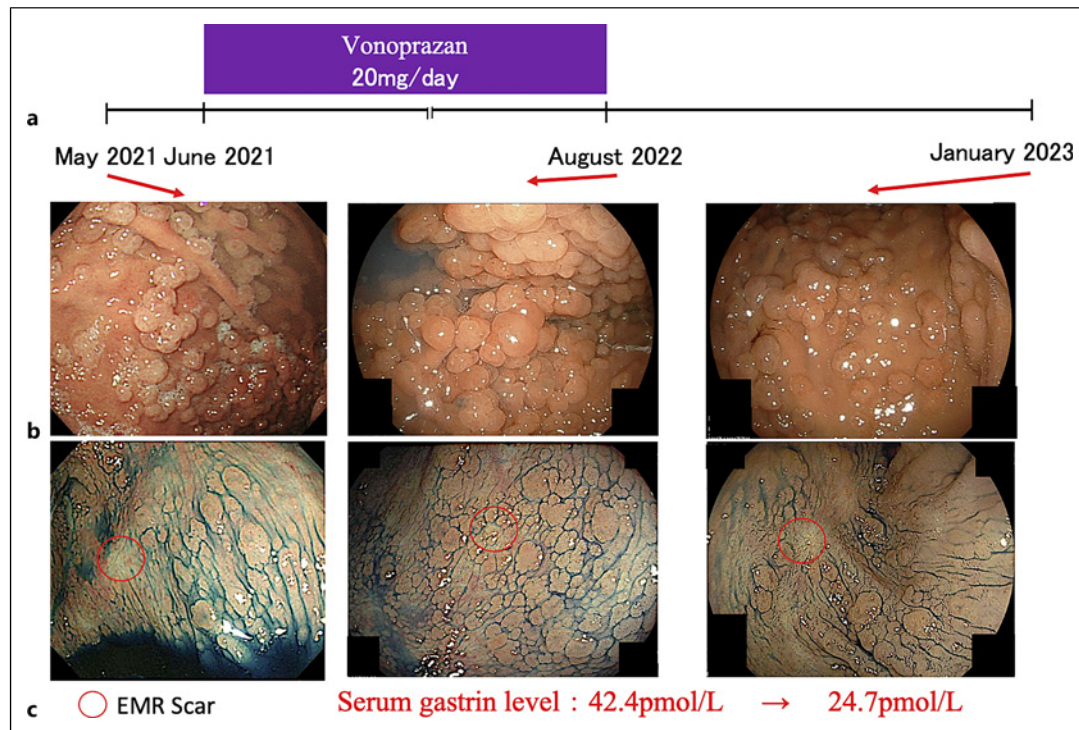 Vonoprazan
20mg/day
a
May 2021 June 2021 August 2022 January 2023
b
c EMR Scar Serum gastrin level : 42.4pmol/L → 24.7pmol/L